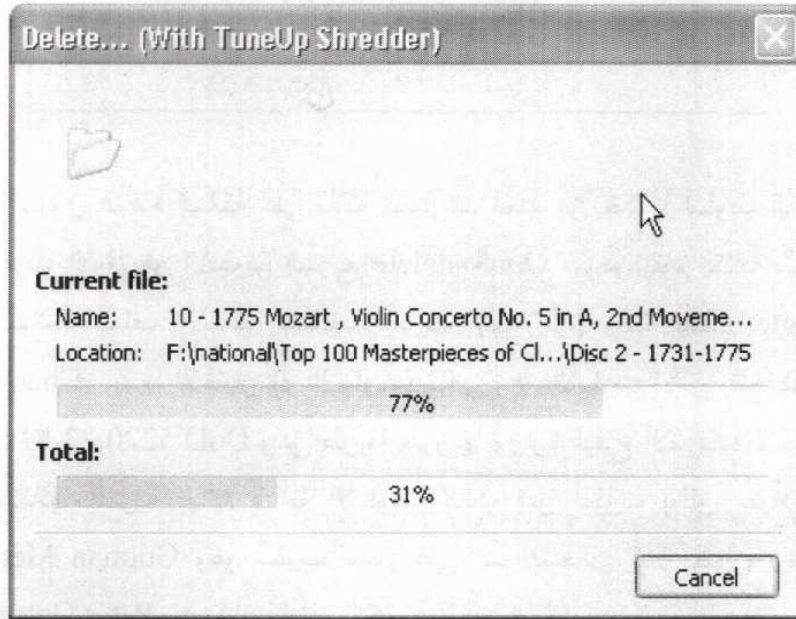 Delete... (With TuneUp Shredder)
Current file:
Name: 10 - 1775 Mozart , Violin Concerto No. 5 in A, 2nd Moveme...
Location: F:\national\Top 100 Masterpieces of Cl...\Disc 2 - 1731-1775
77%
Total:
31%
Cancel